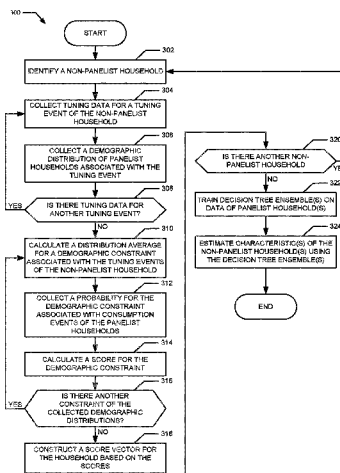 300
START
302
IDENTIFY A NON-PANELIST HOUSEHOLD
304
COLLECT TUNING DATA FOR A TUNING
EVENT OF THE NON-PANELIST
HOUSEHOLD
306
COLLECT A DEMOGRAPHIC
DISTRIBUTION OF PANELIST
HOUSEHOLDS ASSOCIATED WITH THE
TUNING EVENT
308
IS THERE TUNING DATA FOR
ANOTHER TUNING EVENT?
YES
NO
310
CALCULATE A DISTRIBUTION AVERAGE
FOR A DEMOGRAPHIC CONSTRAINT
ASSOCIATED WITH THE TUNING EVENTS
OF THE NON-PANELIST HOUSEHOLD
312
COLLECT A PROBABILITY FOR THE
DEMOGRAPHIC CONSTRAINT
ASSOCIATED WITH CONSUMPTION
EVENTS OF THE PANELIST
HOUSEHOLDS
314
CALCULATE A SCORE FOR THE
DEMOGRAPHIC CONSTRAINT
316
IS THERE ANOTHER
CONSTRAINT OF THE
COLLECTED DEMOGRAPHIC
DISTRIBUTIONS?
YES
NO
318
CONSTRUCT A SCORE VECTOR FOR
THE HOUSEHOLD BASED ON THE
SCORES
320
IS THERE ANOTHER NON-
PANELIST HOUSEHOLD?
YE
NO
322
TRAIN DECISION TREE ENSEMBLE(S) ON
DATA OF PANELIST HOUSEHOLD(S)
324
ESTIMATE CHARACTERISTIC(S) OF THE
NON-PANELIST HOUSEHOLD(S) USING
THE DECISION TREE ENSEMBLE(S)
END